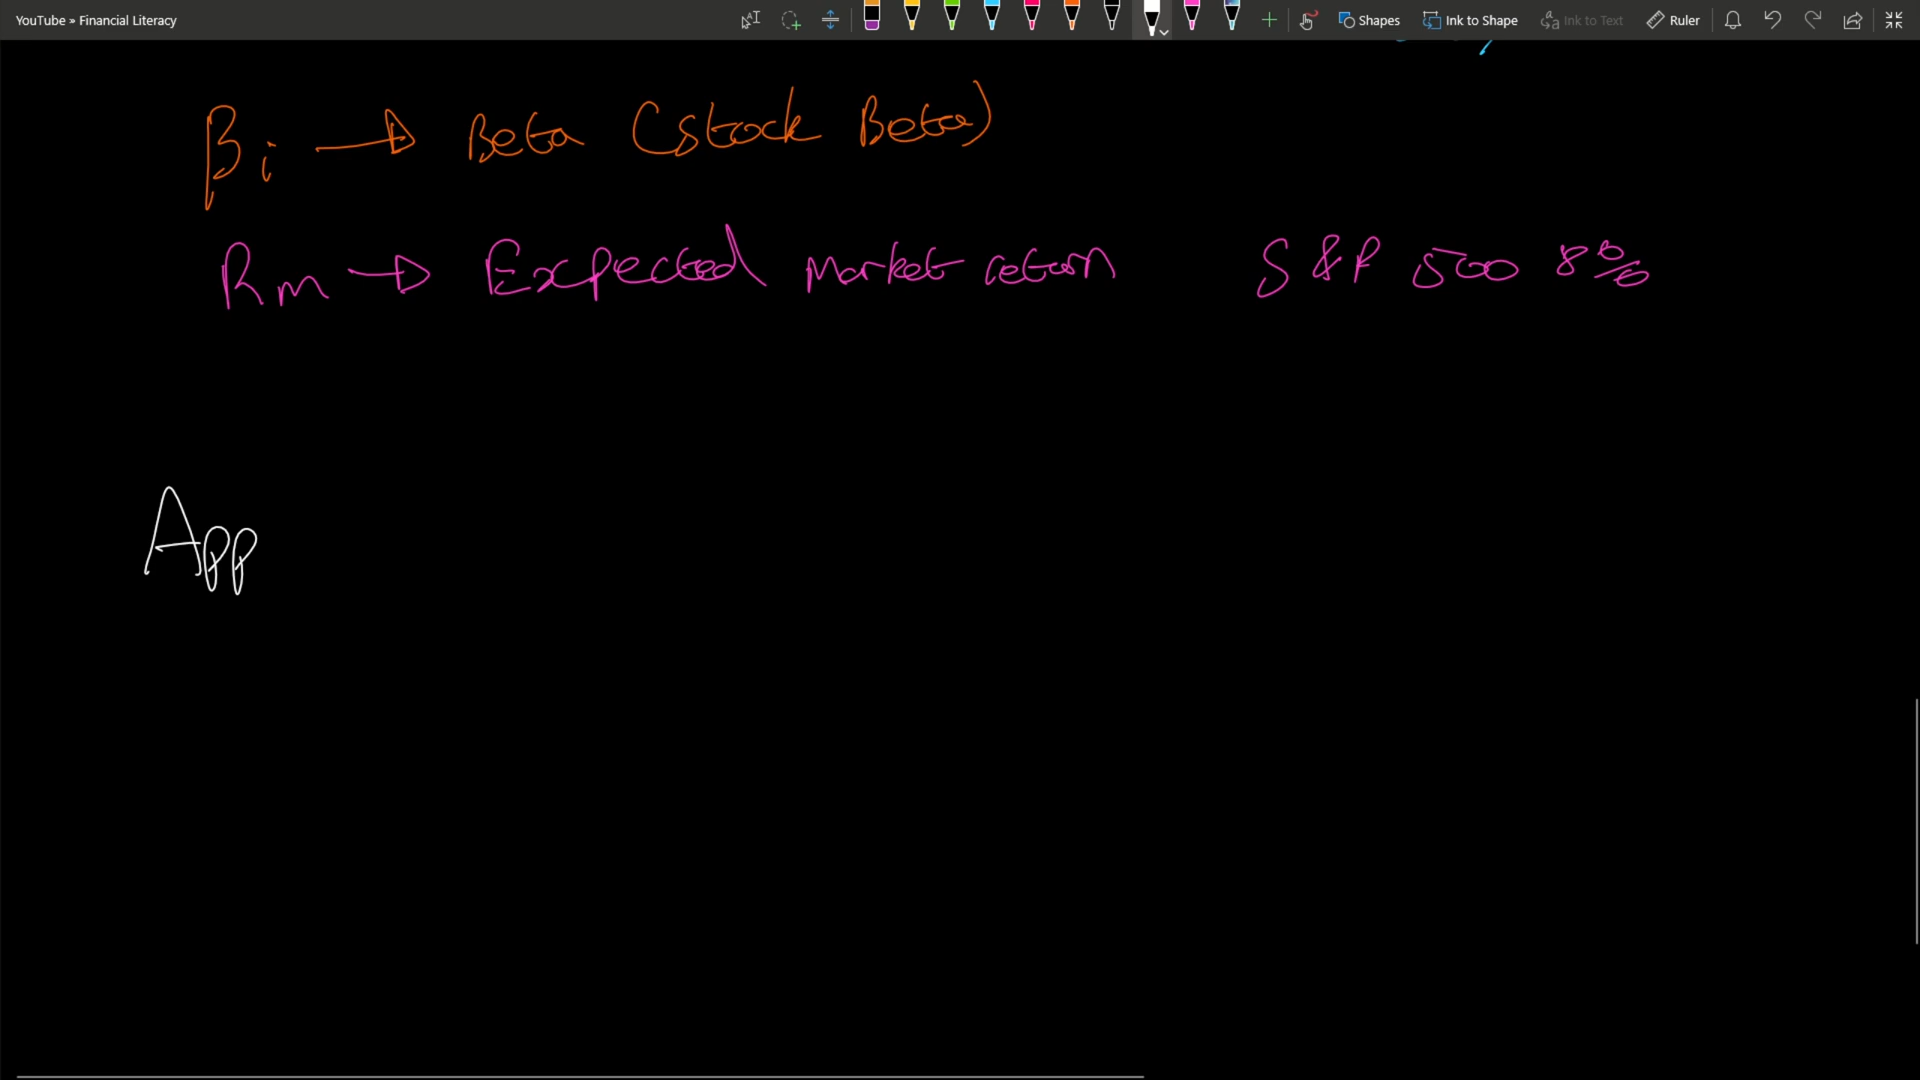 YouTube » Financial Literacy Shapes Ink to Shape Ink to Text Ruler
βi → Beta (stock Beta)
Rm → Expected Market return S&P 500 8%
App